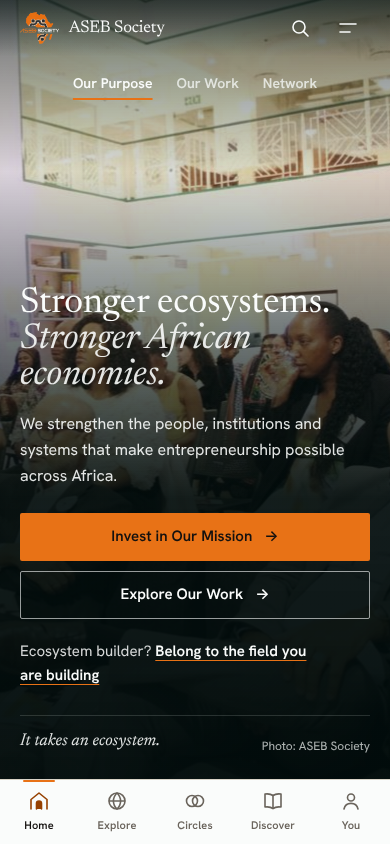 ASEB Society
Our Purpose
Our Work
Network
Stronger ecosystems.
Stronger African
economies.
We strengthen the people, institutions and
systems that make entrepreneurship possible
across Africa.
Invest in Our Mission →
Explore Our Work →
Ecosystem builder? Belong to the field you
are building
It takes an ecosystem.
Photo: ASEB Society
Home
Explore
Circles
Discover
You